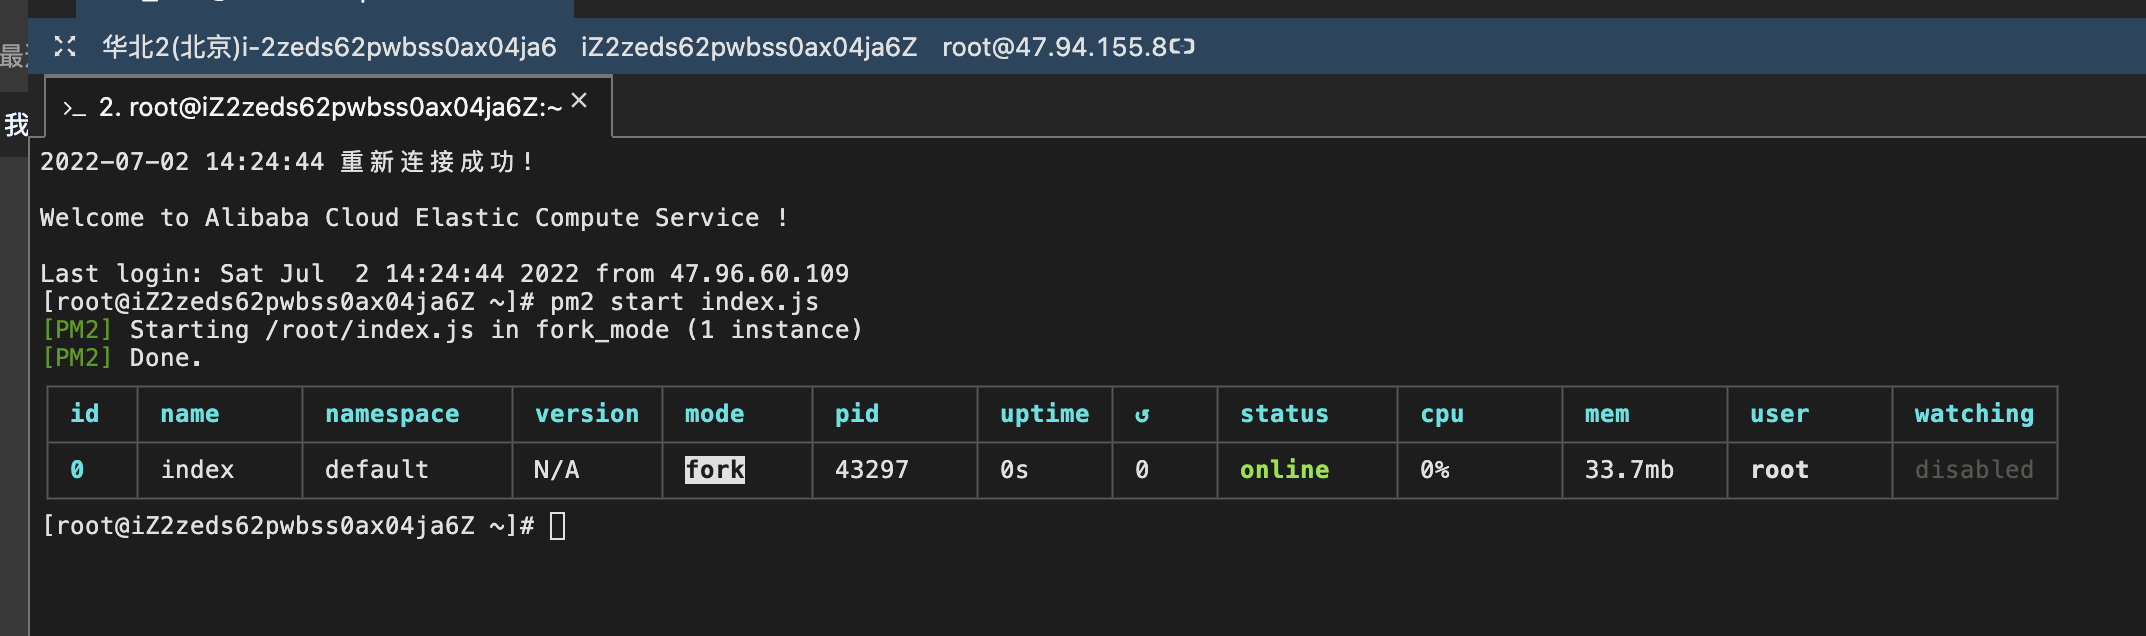 华北2(北京)i-2zeds62pwbss0ax04ja6 iZ2zeds62pwbss0ax04ja6Z root@47.94.155.8
我
2. root@iZ2zeds62pwbss0ax04ja6Z:~ ×
2022-07-02 14:24:44 重新连接成功!
Welcome to Alibaba Cloud Elastic Compute Service !
Last login: Sat Jul  2 14:24:44 2022 from 47.96.60.109
[root@iZ2zeds62pwbss0ax04ja6Z ~]# pm2 start index.js
[PM2] Starting /root/index.js in fork_mode (1 instance)
[PM2] Done.
id name namespace version mode pid uptime ↺ status cpu mem user watching
0 index default N/A fork 43297 0s 0 online 0% 33.7mb root disabled
[root@iZ2zeds62pwbss0ax04ja6Z ~]#